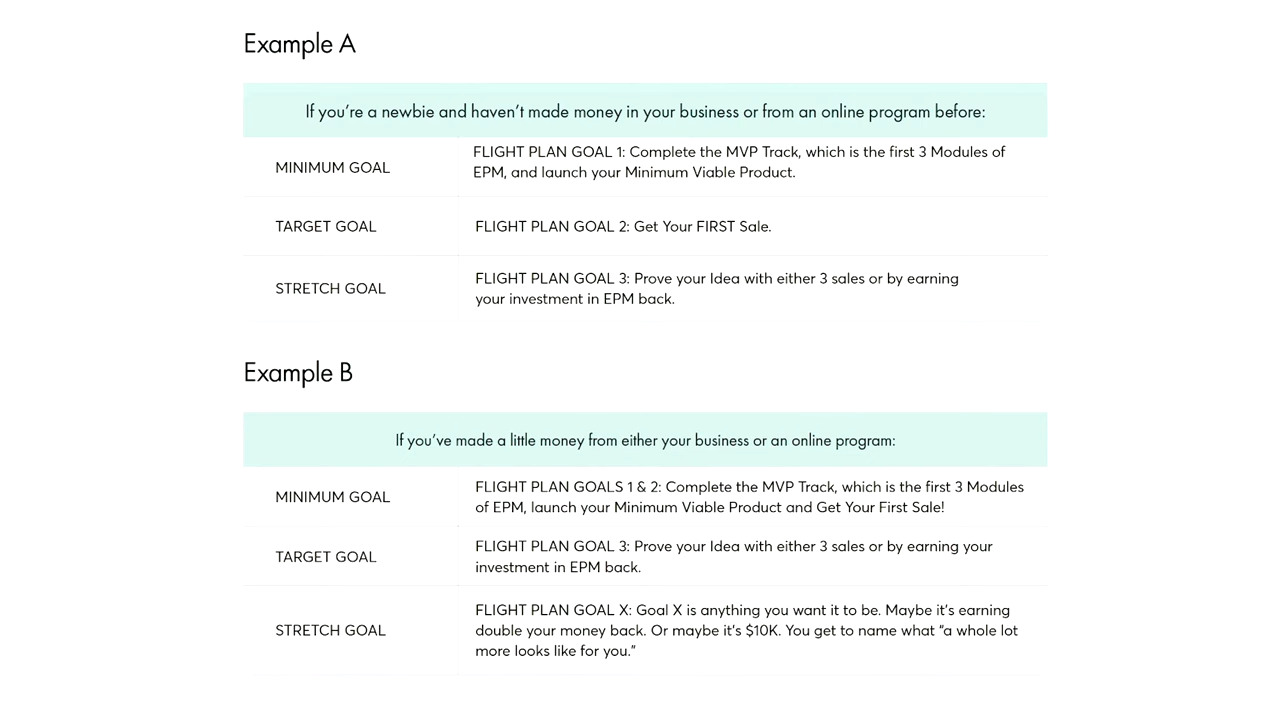 Example A
If you're a newbie and haven't made money in your business or from an online program before:
MINIMUM GOAL
FLIGHT PLAN GOAL 1: Complete the MVP Track, which is the first 3 Modules of
EPM, and launch your Minimum Viable Product.
TARGET GOAL
FLIGHT PLAN GOAL 2: Get Your FIRST Sale.
STRETCH GOAL
FLIGHT PLAN GOAL 3: Prove your Idea with either 3 sales or by earning
your investment in EPM back.
Example B
If you've made a little money from either your business or an online program:
MINIMUM GOAL
FLIGHT PLAN GOALS 1 & 2: Complete the MVP Track, which is the first 3 Modules
of EPM, launch your Minimum Viable Product and Get Your First Sale!
TARGET GOAL
FLIGHT PLAN GOAL 3: Prove your Idea with either 3 sales or by earning your
investment in EPM back.
STRETCH GOAL
FLIGHT PLAN GOAL X: Goal X is anything you want it to be. Maybe it's earning
double your money back. Or maybe it's $10K. You get to name what "a whole lot
more looks like for you."